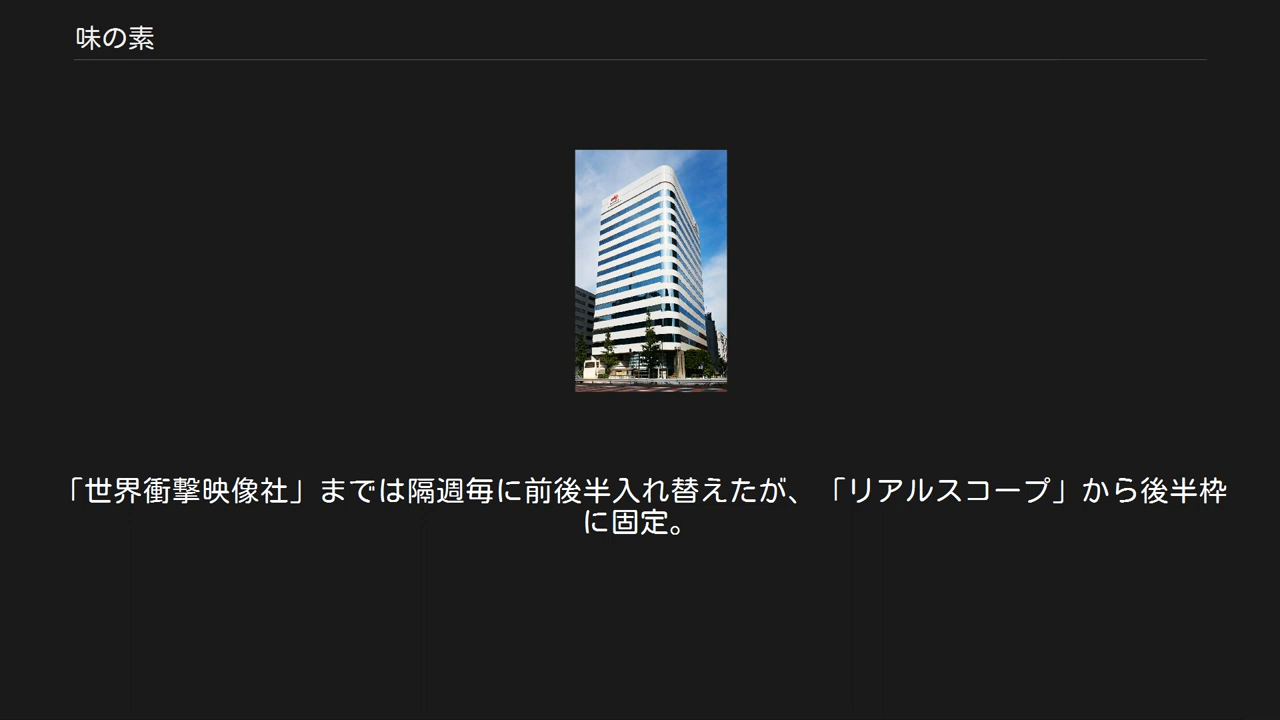 味の素
「世界衝撃映像社」までは隔週毎に前後半入れ替えたが、「リアルスコープ」から後半枠
に固定。